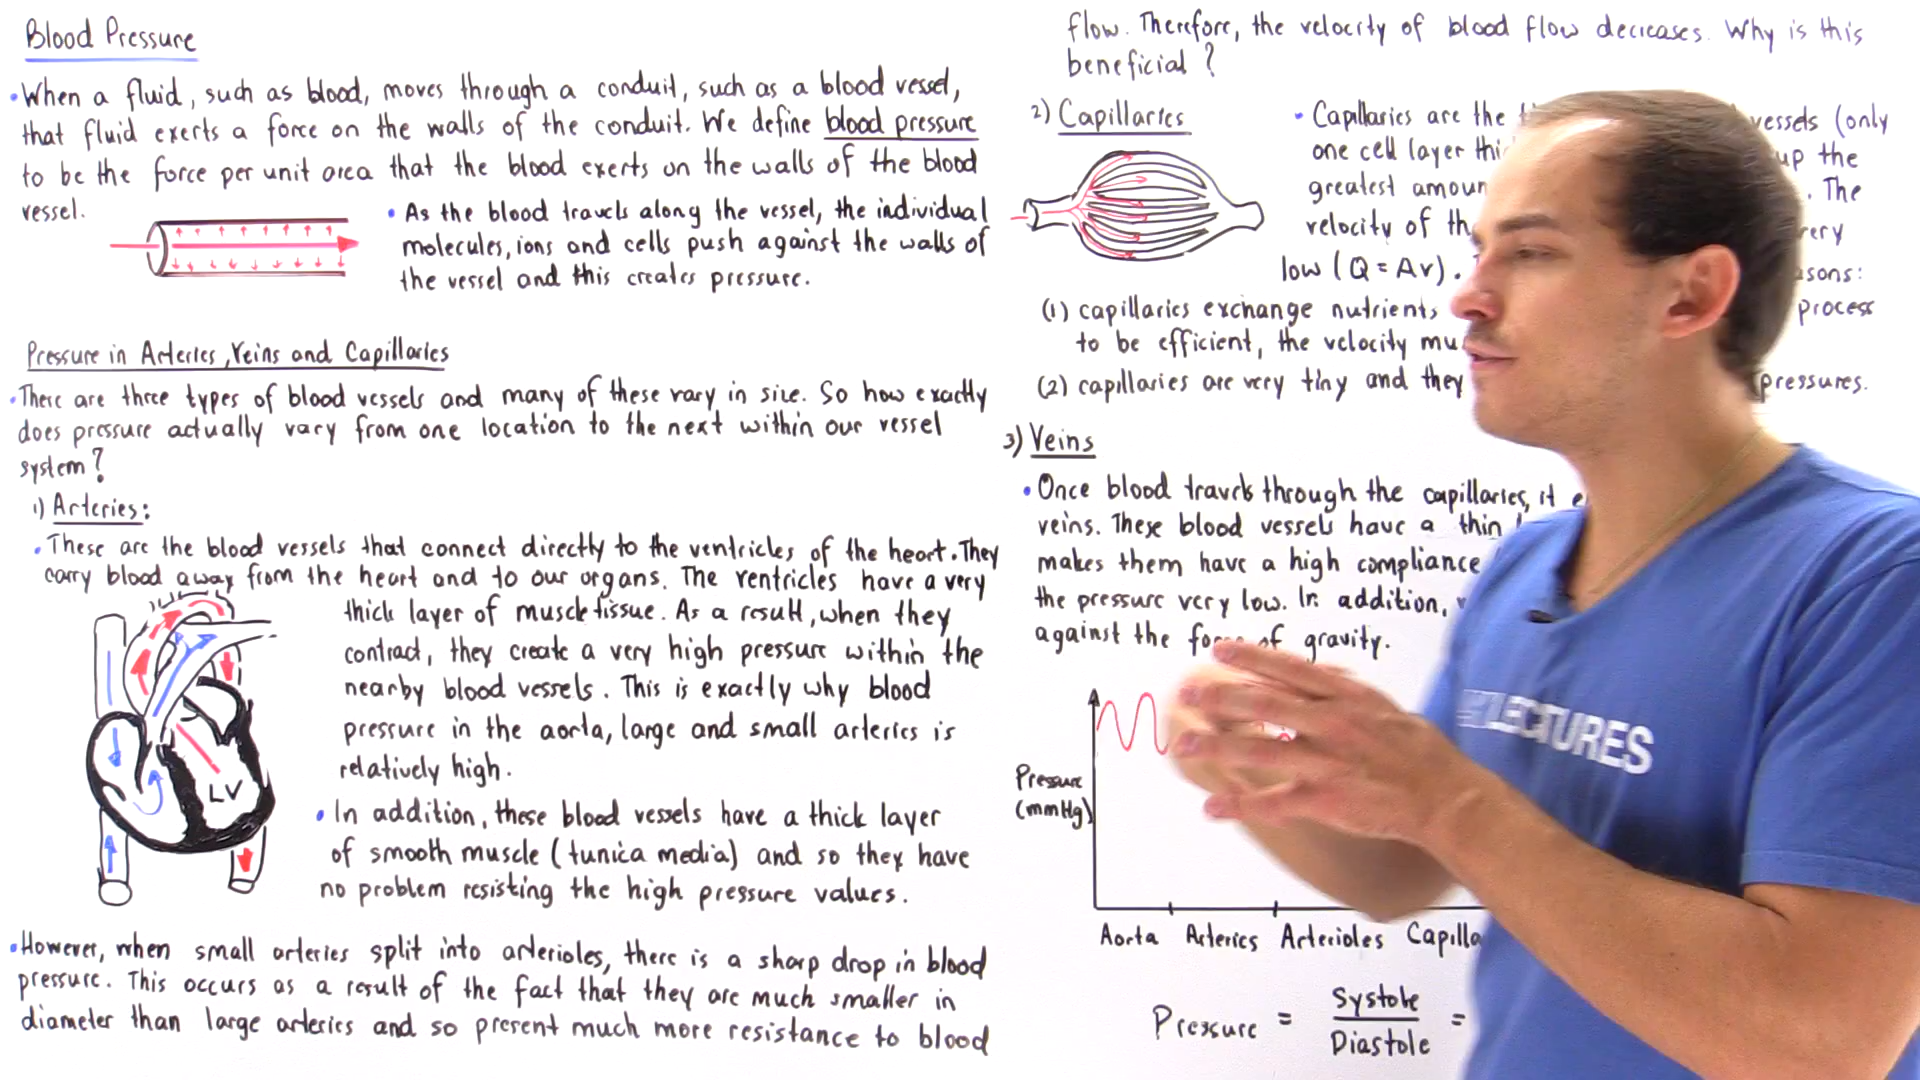 Blood Pressure
• When a fluid, such as blood, moves through a conduit, such as a blood vessel,
that fluid exerts a force on the walls of the conduit. We define blood pressure
to be the force per unit area that the blood exerts on the walls of the blood
vessel.
• As the blood travels along the vessel, the individual
molecules, ions and cells push against the walls of
the vessel and this creates pressure.
Pressure in Arteries, Veins and Capillaries
• There are three types of blood vessels and many of these vary in size. So how exactly
does pressure actually vary from one location to the next within our vessel
system?
1) Arteries:
• These are the blood vessels that connect directly to the ventricles of the heart. They
carry blood away from the heart and to our organs. The ventricles have a very
thick layer of muscle tissue. As a result, when they
contract, they create a very high pressure within the
nearby blood vessels. This is exactly why blood
pressure in the aorta, large and small arteries is
relatively high.
LV
• In addition, these blood vessels have a thick layer
of smooth muscle (tunica media) and so they have
no problem resisting the high pressure values.
• However, when small arteries split into arterioles, there is a sharp drop in blood
pressure. This occurs as a result of the fact that they are much smaller in
diameter than large arteries and so present much more resistance to blood
flow. Therefore, the velocity of blood flow decreases. Why is this
beneficial?
2) Capillaries
• Capillaries are the vessels (only
one cell layer up the
greatest The
velocity of
low (Q = Av).
(1) capillaries exchange nutrients process
to be efficient, the velocity
(2) capillaries are very tiny and they pressures.
3) Veins
• Once blood travels through the capillaries, it
veins. These blood vessels have a thin
makes them have a high compliance
the pressure very low. In addition,
against the force of gravity.
Pressure
(mmHg)
Aorta Arteries Arterioles
Pressure = Systole / Diastole =
LECTURES